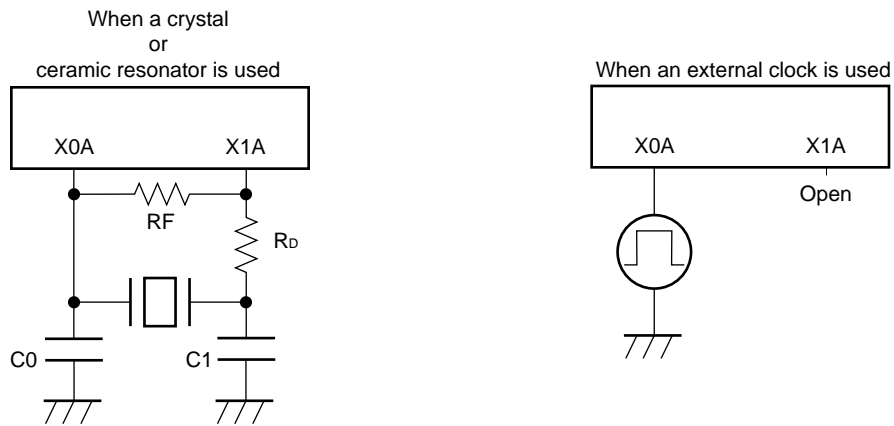 When a crystal
or
ceramic resonator is used
X0A
X1A
RF
RD
C0
C1
When an external clock is used
X0A
X1A
Open